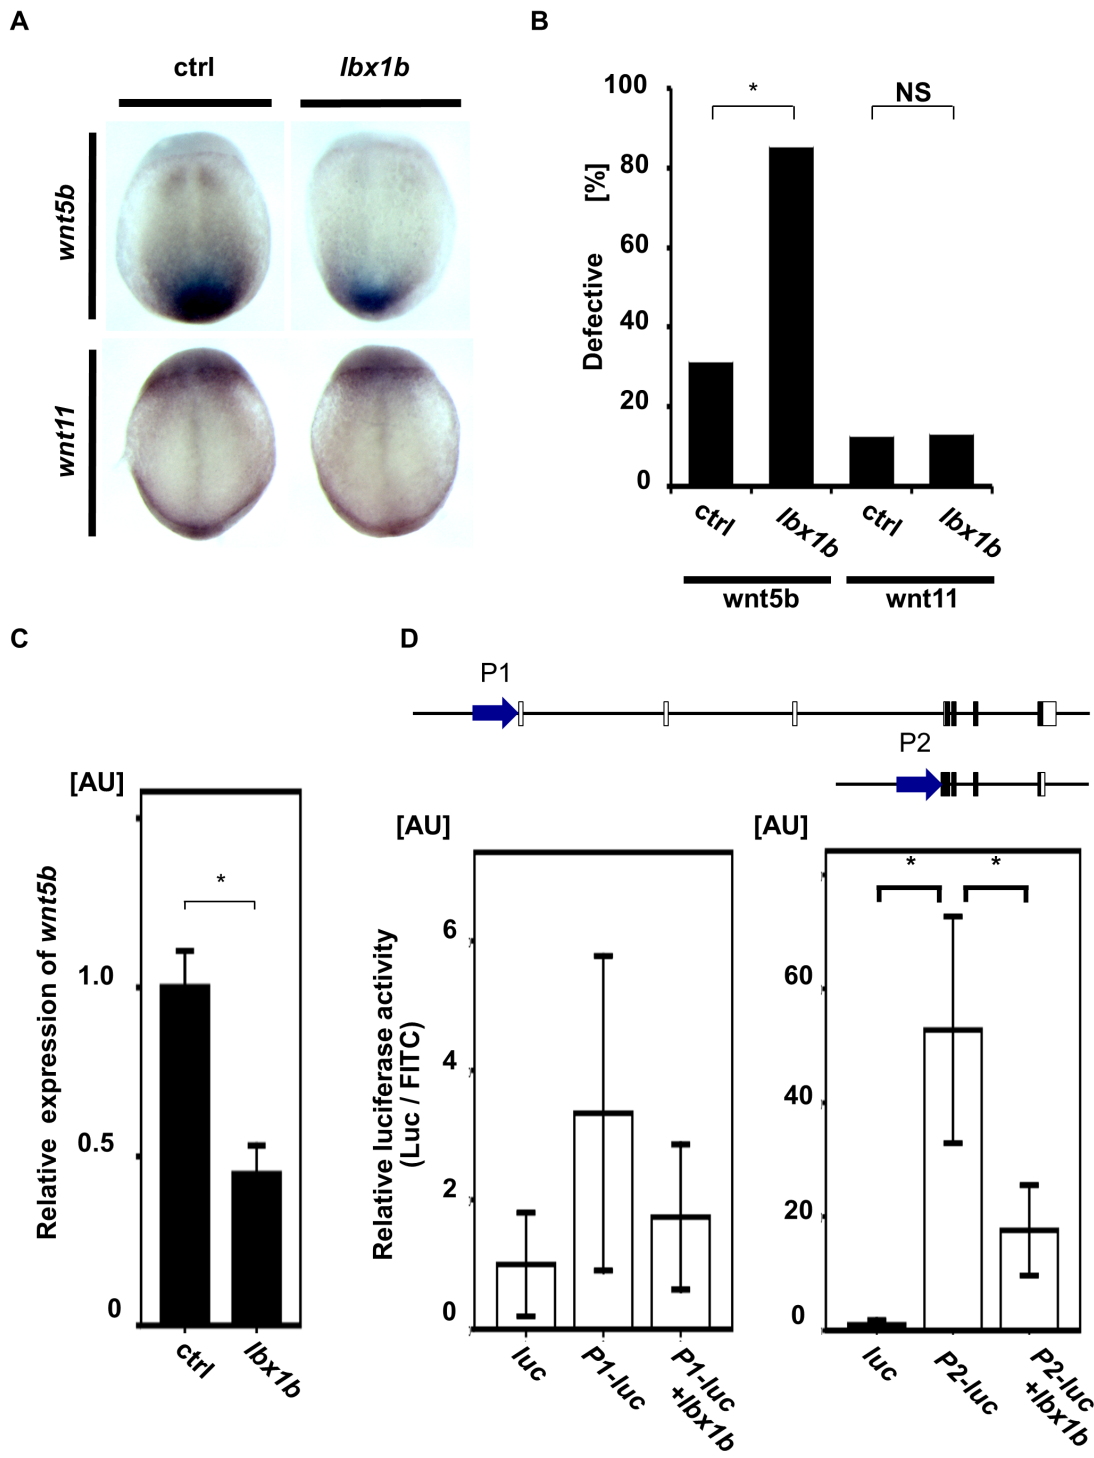 A
ctrl
lbx1b
wnt5b
wnt11
B
100
80
60
40
20
0
Defective [%]
*
NS
ctrl
lbx1b
ctrl
lbx1b
wnt5b
wnt11
C
[AU]
Relative expression of wnt5b
1.0
0.5
0
*
ctrl
lbx1b
D
P1
P2
[AU]
Relative luciferase activity
(Luc / FITC)
6
4
2
0
luc
P1-luc
P1-luc
+lbx1b
[AU]
60
40
20
0
*
*
luc
P2-luc
P2-luc
+lbx1b